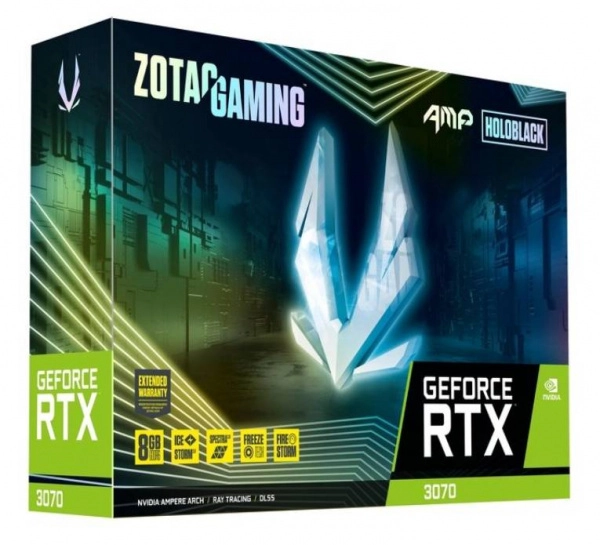 ZOTAC GAMING
AMP HOLOBLACK
GEFORCE
RTX
3070
EXTENDED
WARRANTY
8GB
ICE
STORM
SPECTRA
FREEZE
FIRE
STORM
NVIDIA AMPERE ARCH / RAY TRACING / DLSS
GEFORCE
RTX
NVIDIA
3070